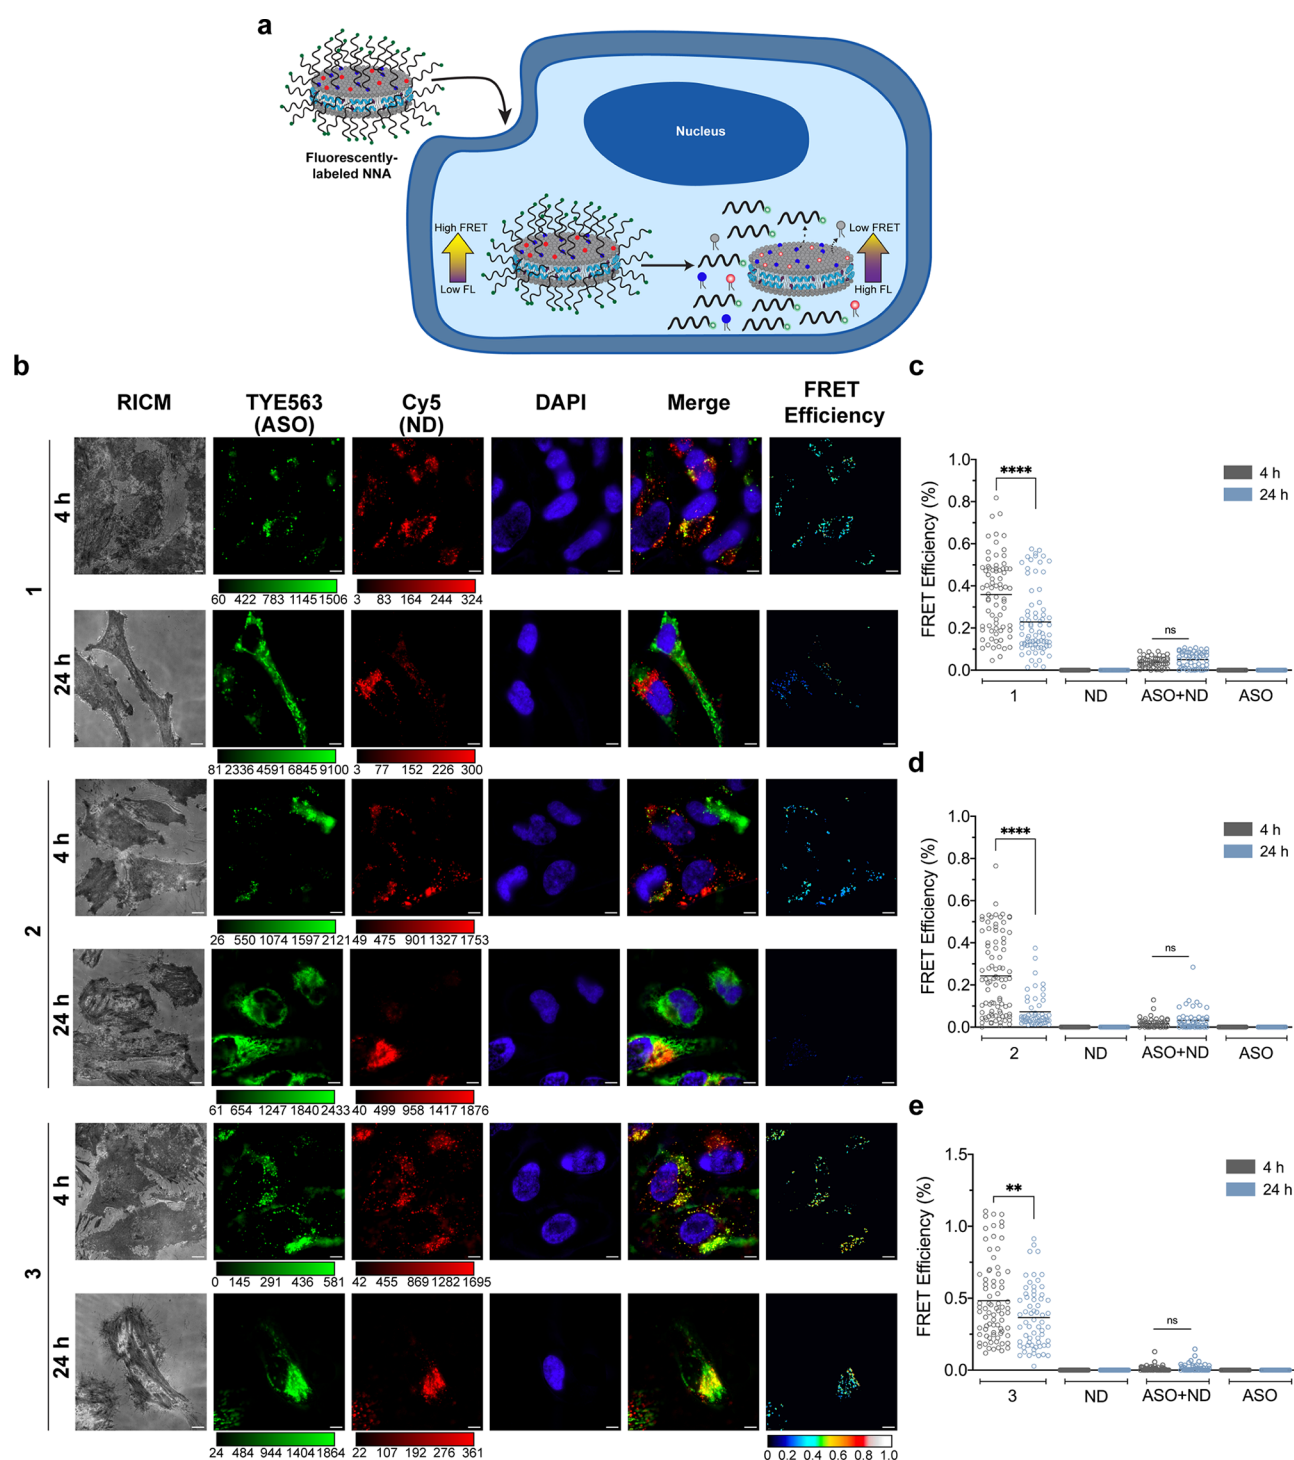 a
Nucleus
Fluorescently-
labeled NNA
High FRET
Low FL
Low FRET
High FL
b
RICM
TYE563
(ASO)
Cy5
(ND)
DAPI
Merge
FRET
Efficiency
1
4 h
60 422 783 1145 1506
3 83 164 244 324
24 h
81 2336 4591 6845 9100
3 77 152 226 300
2
4 h
26 550 1074 1597 2121
49 475 901 1327 1753
24 h
61 654 1247 1840 2433
40 499 958 1417 1876
3
4 h
0 145 291 436 581
42 455 869 1282 1695
24 h
24 484 944 1404 1864
22 107 192 276 361
0 0.2 0.4 0.6 0.8 1.0
c
FRET Efficiency (%)
1.0
0.8
0.6
0.4
0.2
0.0
****
ns
4 h
24 h
1 ND ASO+ND ASO
d
FRET Efficiency (%)
1.0
0.8
0.6
0.4
0.2
0.0
****
ns
4 h
24 h
2 ND ASO+ND ASO
e
FRET Efficiency (%)
1.5
1.0
0.5
0.0
**
ns
4 h
24 h
3 ND ASO+ND ASO